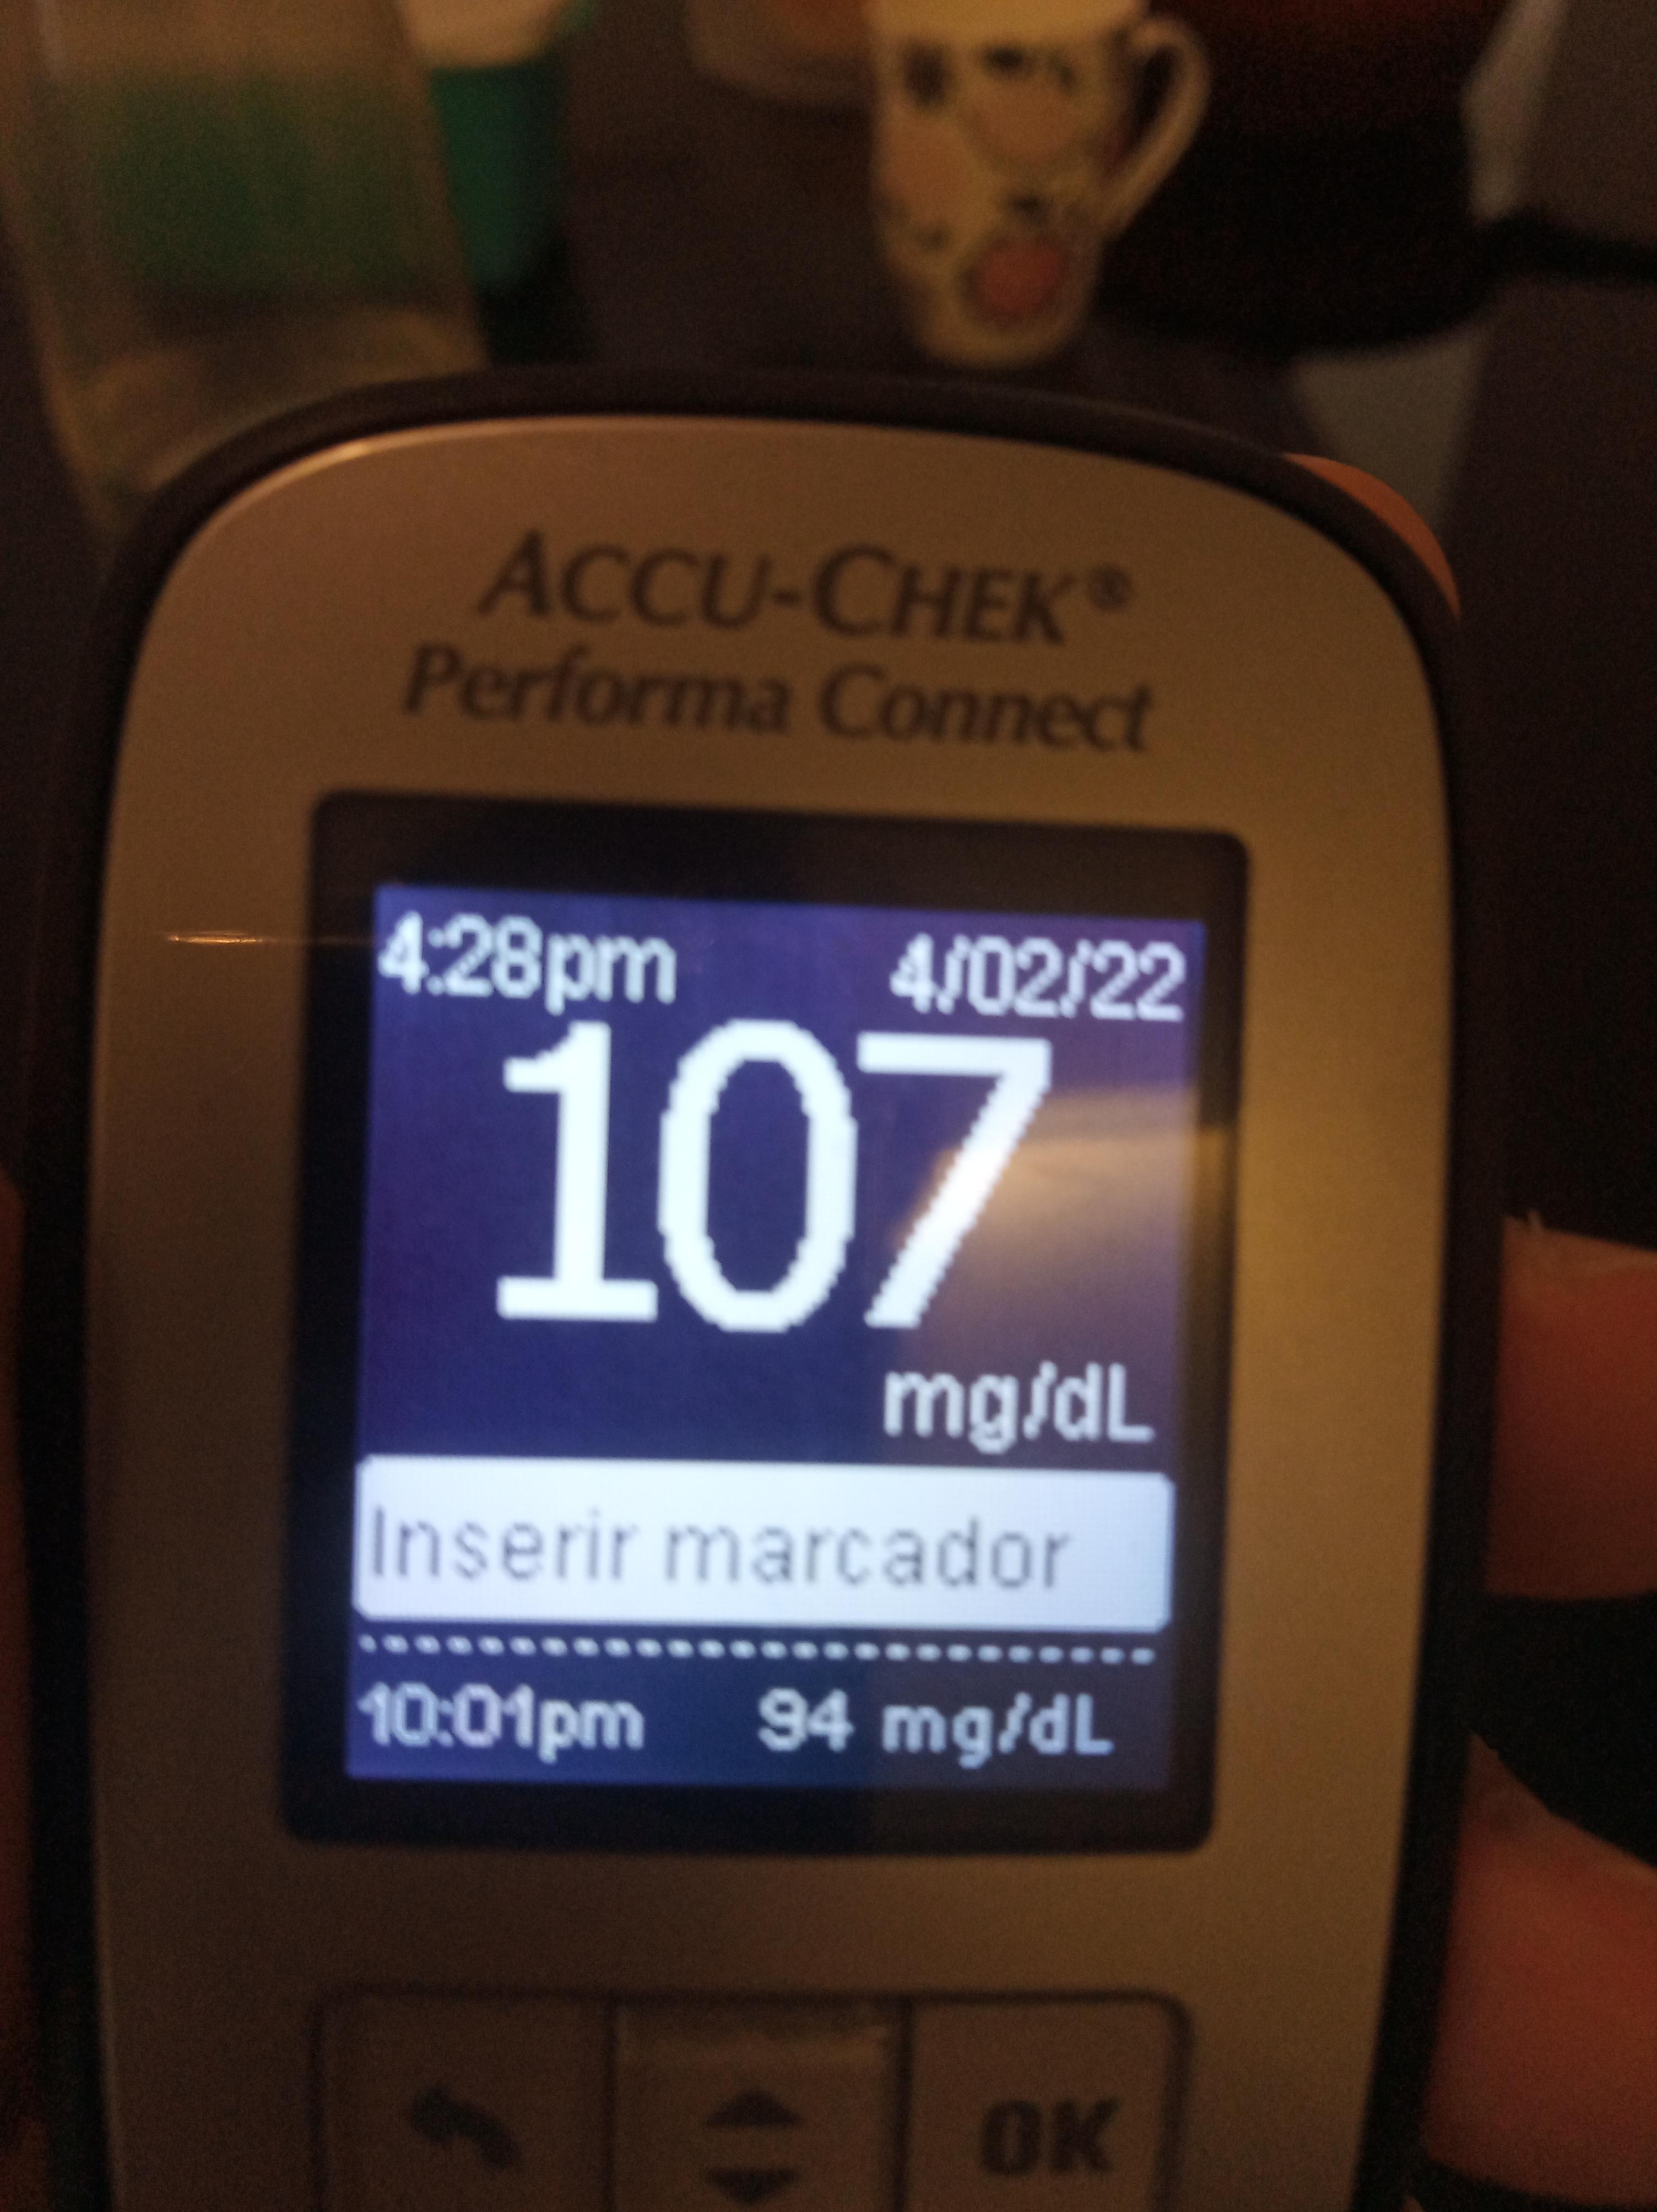 ACCU-CHEK®
Performa Connect
4:28pm 4/02/22
107
mg/dL
Inserir marcador
10:01pm 94 mg/dL
OK